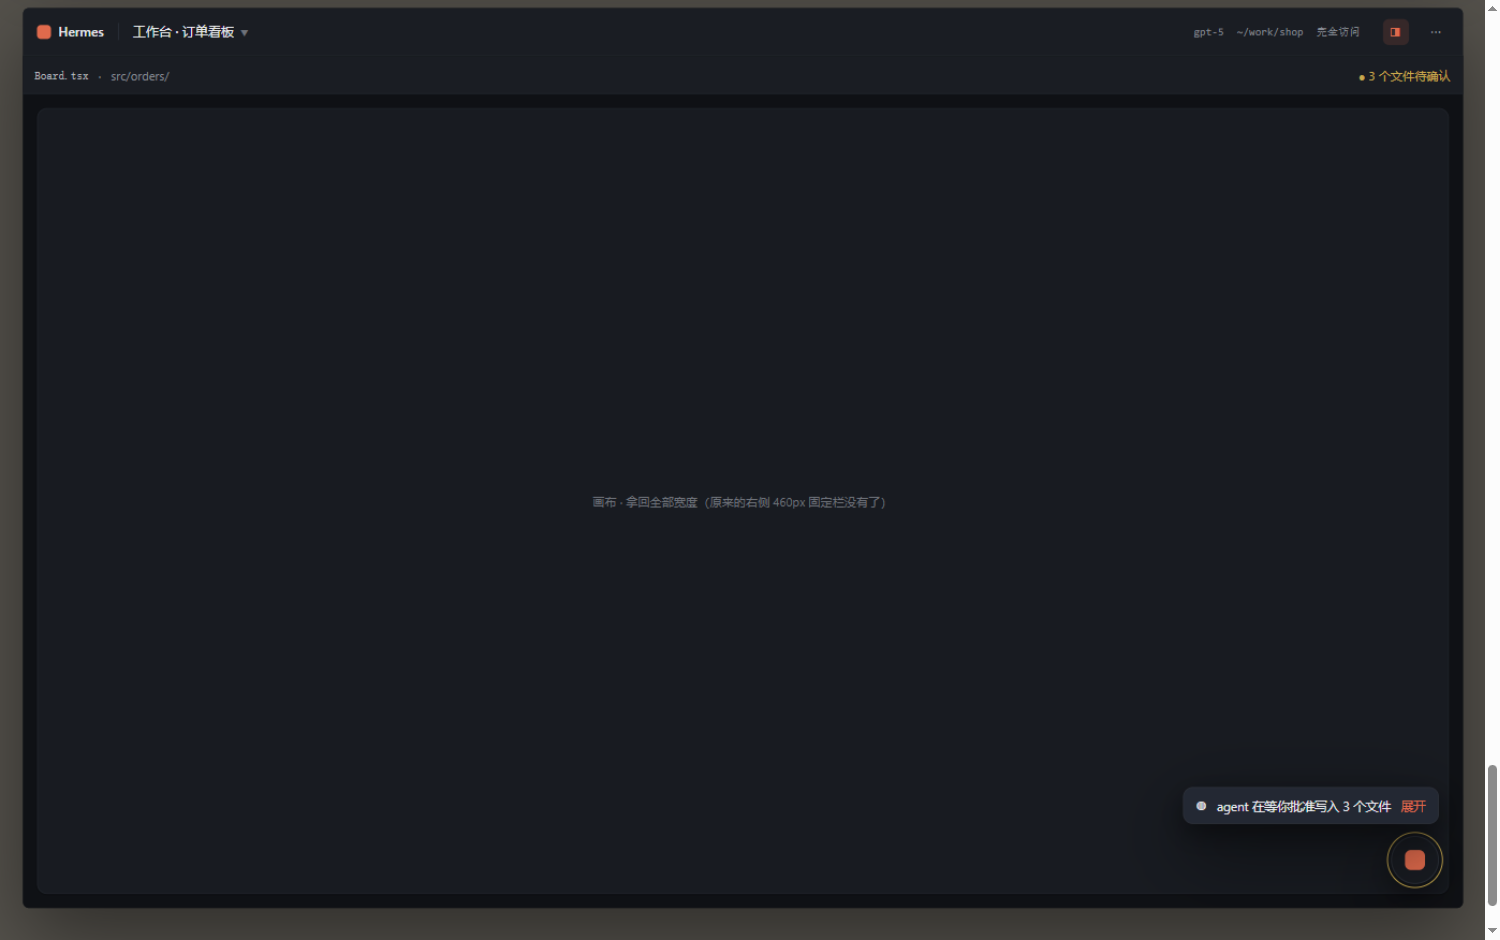 Hermes 工作台 · 订单看板 ▼ gpt-5 ~/work/shop 完全访问 ···
Board.tsx · src/orders/ ● 3 个文件待确认
画布 · 拿回全部宽度（原来的右侧 460px 固定栏没有了）
agent 在等你批准写入 3 个文件 展开